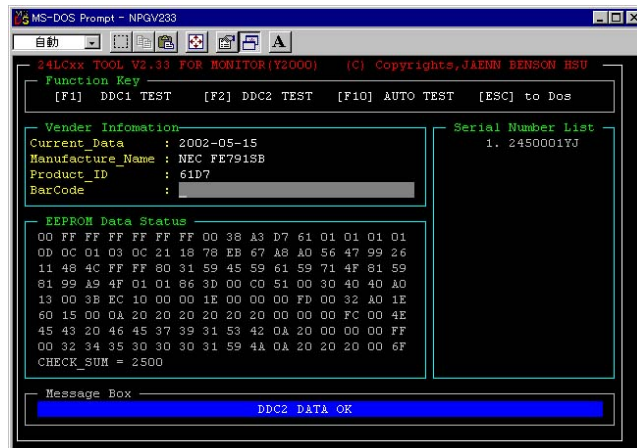 MS-DOS Prompt - NPGV233
自動
24LCxx TOOL V2.33 FOR MONITOR(Y2000) (C) Copyrights,JAENN BENSON HSU
Function Key
[F1] DDC1 TEST [F2] DDC2 TEST [F10] AUTO TEST [ESC] to Dos
Vender Infomation
Current_Data : 2002-05-15
Manufacture_Name : NEC FE791SB
Product_ID : 61D7
BarCode :
Serial Number List
1. 2450001YJ
EEPROM Data Status
00 FF FF FF FF FF FF 00 38 A3 D7 61 01 01 01 01
0D 0C 01 03 0C 21 18 78 EB 67 A8 A0 56 47 99 26
11 48 4C FF FF 80 31 59 45 59 61 59 71 4F 81 59
81 99 A9 4F 01 01 86 3D 00 C0 51 00 30 40 40 A0
13 00 3B EC 10 00 00 1E 00 00 00 FD 00 32 A0 1E
60 15 00 0A 20 20 20 20 20 20 00 00 00 FC 00 4E
45 43 20 46 45 37 39 31 53 42 0A 20 00 00 00 FF
00 32 34 35 30 30 30 31 59 4A 0A 20 20 20 00 6F
CHECK_SUM = 2500
Message Box
DDC2 DATA OK